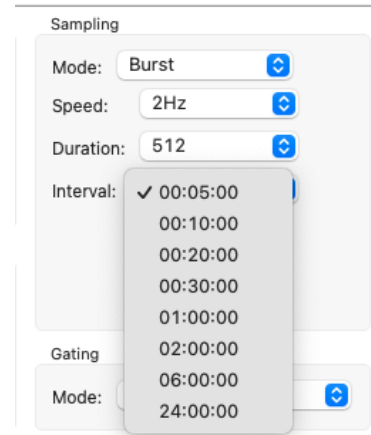 Sampling
Mode: Burst
Speed: 2Hz
Duration: 512
Interval: ✓ 00:05:00
00:10:00
00:20:00
00:30:00
01:00:00
02:00:00
06:00:00
24:00:00
Gating
Mode: